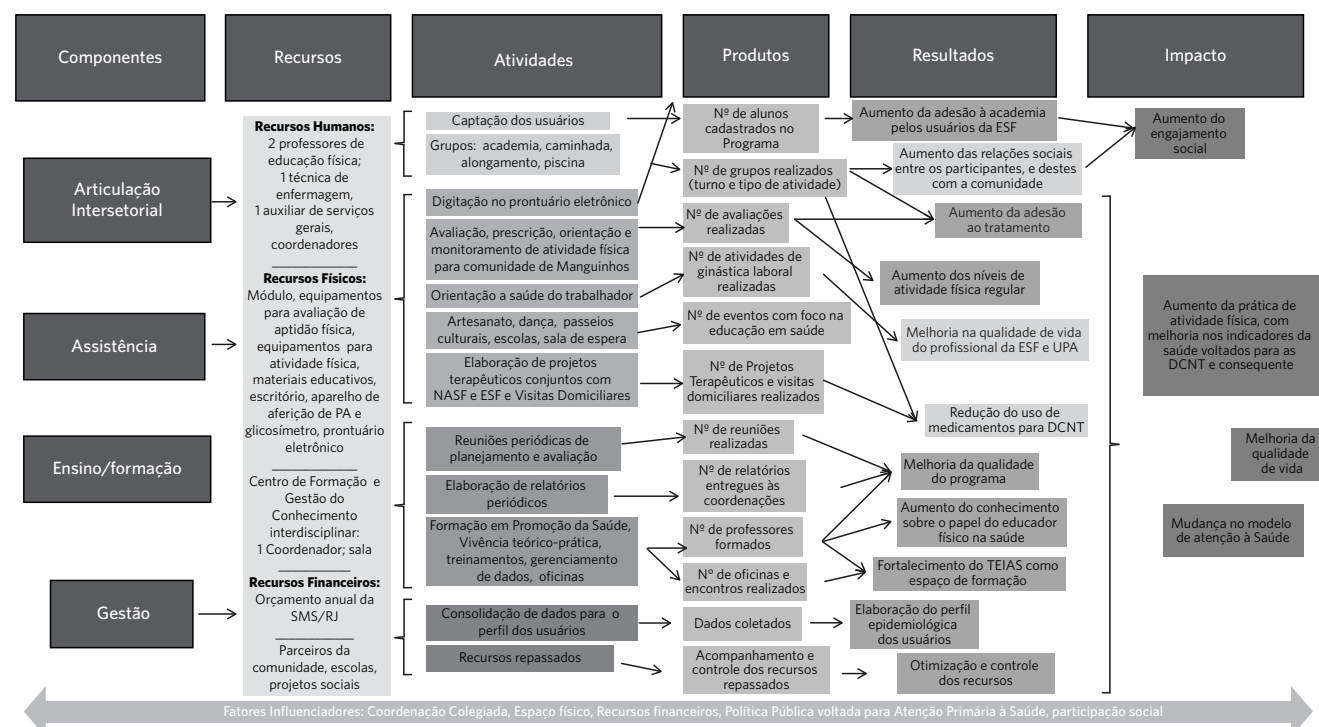 Componentes
Recursos
Atividades
Produtos
Resultados
Impacto
Articulação
Intersetorial
Assistência
Ensino/formação
Gestão
Recursos Humanos:
2 professores de
educação física;
1 técnica de
enfermagem,
1 auxiliar de serviços
gerais,
coordenadores
Recursos Físicos:
Módulo, equipamentos
para avaliação de
aptidão física,
equipamentos para
atividade física,
materiais educativos,
escritório, aparelho de
aferição de PA e
glicosímetro, prontuário
eletrônico
Centro de Formação e
Gestão do
Conhecimento
interdisciplinar:
1 Coordenador; sala
Recursos Financeiros:
Orçamento anual da
SMS/RJ
Parceiros da
comunidade, escolas,
projetos sociais
Captação dos usuários
Grupos: academia, caminhada,
alongamento, piscina
Digitação no prontuário eletrônico
Avaliação, prescrição, orientação e
monitoramento de atividade física
para comunidade de Manguinhos
Orientação a saúde do trabalhador
Artesanato, dança, passeios
culturais, escolas, sala de espera
Elaboração de projetos
terapêuticos conjuntos com
NASF e ESF e Visitas Domiciliares
Reuniões periódicas de
planejamento e avaliação
Elaboração de relatórios
periódicos
Formação em Promoção da Saúde,
Vivência teórico-prática,
treinamentos, gerenciamento
de dados, oficinas
Consolidação de dados para o
perfil dos usuários
Recursos repassados
Nº de alunos
cadastrados no
Programa
Nº de grupos realizados
(turno e tipo de atividade)
Nº de avaliações
realizadas
Nº de atividades de
ginástica laboral
realizadas
Nº de eventos com foco na
educação em saúde
Nº de Projetos
Terapêuticos e visitas
domiciliares realizados
Nº de reuniões
realizadas
Nº de relatórios
entregues às
coordenações
Nº de professores
formados
Nº de oficinas e
encontros realizados
Dados coletados
Acompanhamento e
controle dos recursos
repassados
Aumento da adesão à academia
pelos usuários da ESF
Aumento das relações sociais
entre os participantes, e destes
com a comunidade
Aumento da adesão
ao tratamento
Aumento dos níveis de
atividade física regular
Melhoria na qualidade de vida
do profissional da ESF e UPA
Redução do uso de
medicamentos para DCNT
Melhoria da qualidade
do programa
Aumento do conhecimento
sobre o papel do educador
físico na saúde
Fortalecimento do TEIAS como
espaço de formação
Elaboração do perfil
epidemiológica
dos usuários
Otimização e controle
dos recursos
Aumento do
engajamento
social
Aumento da prática de
atividade física, com
melhoria nos indicadores da
saúde voltados para as
DCNT e consequente
Melhoria da
qualidade
de vida
Mudança no modelo
de atenção à Saúde
Fatores Influenciadores: Coordenação Colegiada, Espaço físico, Recursos financeiros, Política Pública voltada para Atenção Primária à Saúde, participação social